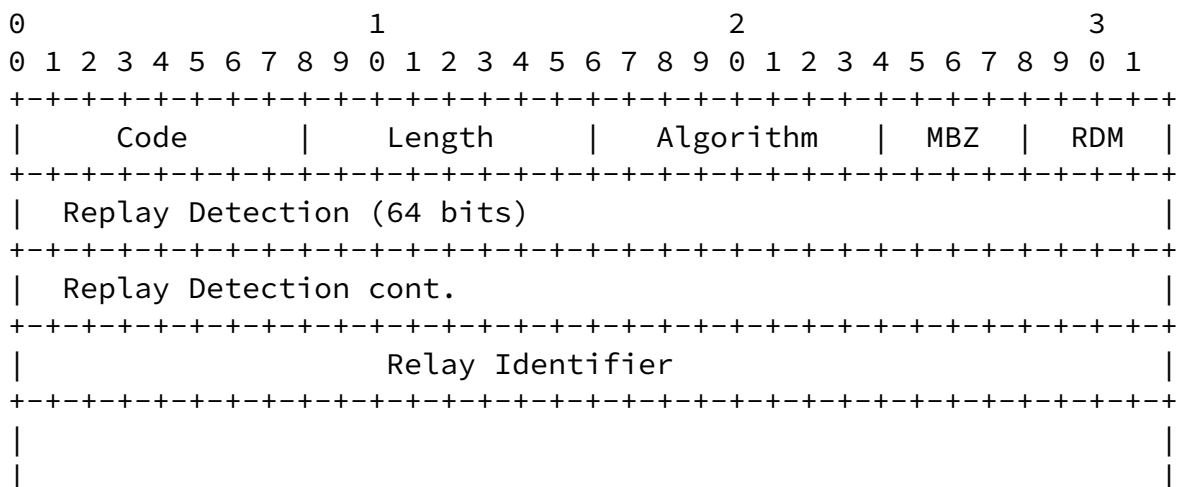 0                   1                   2                   3
0 1 2 3 4 5 6 7 8 9 0 1 2 3 4 5 6 7 8 9 0 1 2 3 4 5 6 7 8 9 0 1
+-+-+-+-+-+-+-+-+-+-+-+-+-+-+-+-+-+-+-+-+-+-+-+-+-+-+-+-+-+-+-+-+
|     Code      |    Length     |   Algorithm   |  MBZ  |  RDM  |
+-+-+-+-+-+-+-+-+-+-+-+-+-+-+-+-+-+-+-+-+-+-+-+-+-+-+-+-+-+-+-+-+
|  Replay Detection (64 bits)                                   |
+-+-+-+-+-+-+-+-+-+-+-+-+-+-+-+-+-+-+-+-+-+-+-+-+-+-+-+-+-+-+-+-+
|  Replay Detection cont.                                       |
+-+-+-+-+-+-+-+-+-+-+-+-+-+-+-+-+-+-+-+-+-+-+-+-+-+-+-+-+-+-+-+-+
|                    Relay Identifier                           |
+-+-+-+-+-+-+-+-+-+-+-+-+-+-+-+-+-+-+-+-+-+-+-+-+-+-+-+-+-+-+-+-+
|                                                               |
|                                                               |